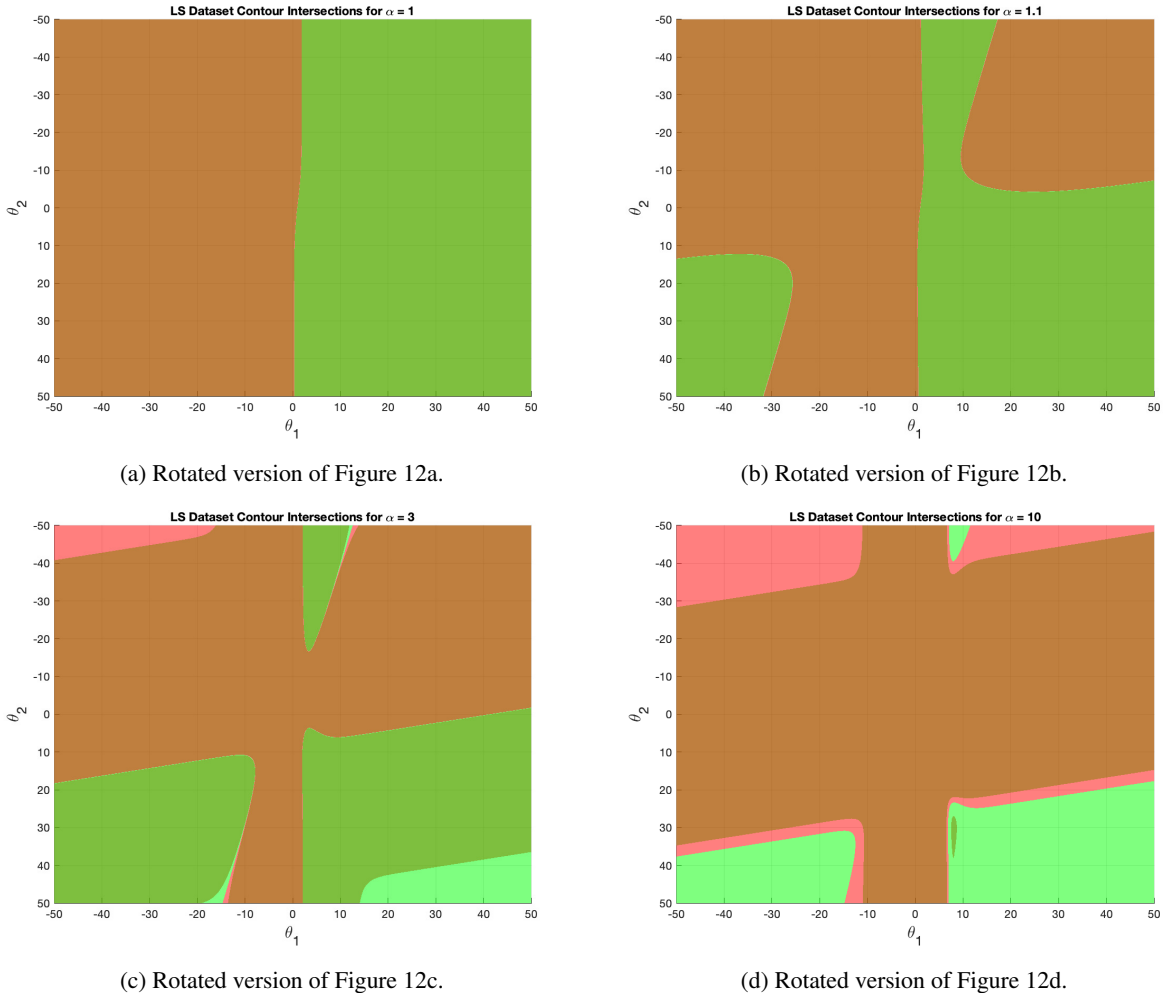 LS Dataset Contour Intersections for α = 1
-50
-40
-30
-20
-10
0
10
20
30
40
50
θ2
-50 -40 -30 -20 -10 0 10 20 30 40 50
θ1
(a) Rotated version of Figure 12a.
LS Dataset Contour Intersections for α = 1.1
-50
-40
-30
-20
-10
0
10
20
30
40
50
θ2
-50 -40 -30 -20 -10 0 10 20 30 40 50
θ1
(b) Rotated version of Figure 12b.
LS Dataset Contour Intersections for α = 3
-50
-40
-30
-20
-10
0
10
20
30
40
50
θ2
-50 -40 -30 -20 -10 0 10 20 30 40 50
θ1
(c) Rotated version of Figure 12c.
LS Dataset Contour Intersections for α = 10
-50
-40
-30
-20
-10
0
10
20
30
40
50
θ2
-50 -40 -30 -20 -10 0 10 20 30 40 50
θ1
(d) Rotated version of Figure 12d.